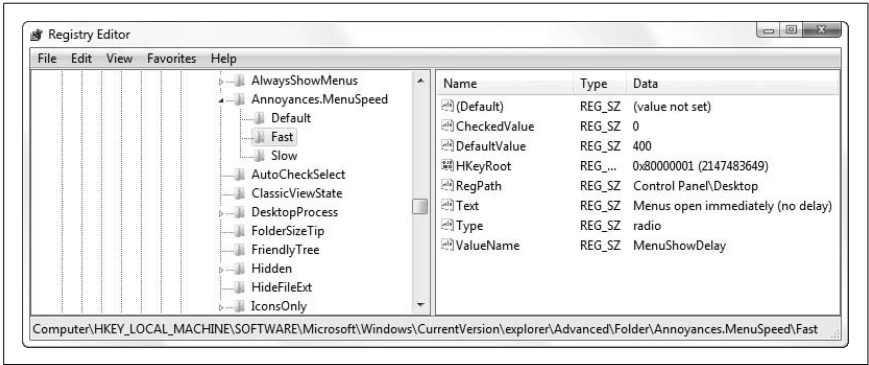 Registry Editor
File Edit View Favorites Help
AlwaysShowMenus
Annoyances.MenuSpeed
Default
Fast
Slow
AutoCheckSelect
ClassicViewState
DesktopProcess
FolderSizeTip
FriendlyTree
Hidden
HideFileExt
IconsOnly
Name Type Data
(Default) REG_SZ (value not set)
CheckedValue REG_SZ 0
DefaultValue REG_SZ 400
HKeyRoot REG_... 0x80000001 (2147483649)
RegPath REG_SZ Control Panel\Desktop
Text REG_SZ Menus open immediately (no delay)
Type REG_SZ radio
ValueName REG_SZ MenuShowDelay
Computer\HKEY_LOCAL_MACHINE\SOFTWARE\Microsoft\Windows\CurrentVersion\explorer\Advanced\Folder\Annoyances.MenuSpeed\Fast